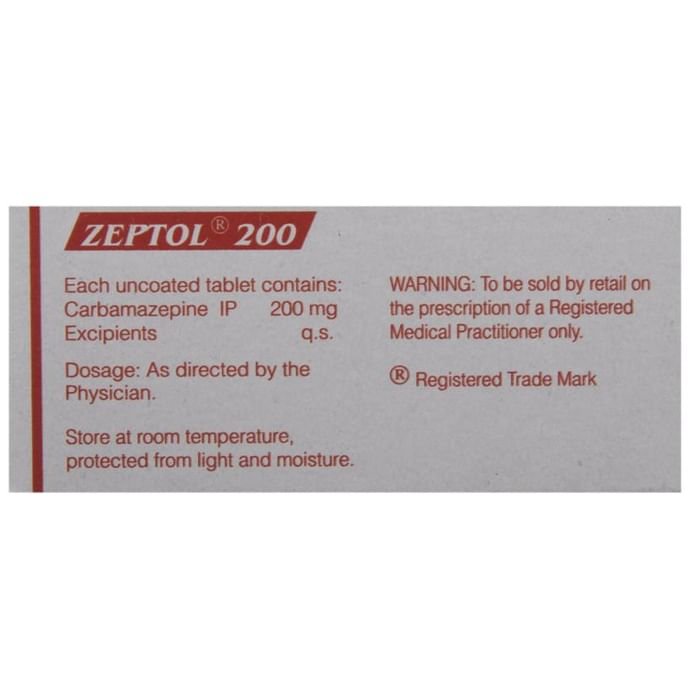 ZEPTOL® 200
Each uncoated tablet contains:
Carbamazepine IP 200 mg
Excipients q.s.
Dosage: As directed by the
Physician.
Store at room temperature,
protected from light and moisture.
WARNING: To be sold by retail on
the prescription of a Registered
Medical Practitioner only.
® Registered Trade Mark